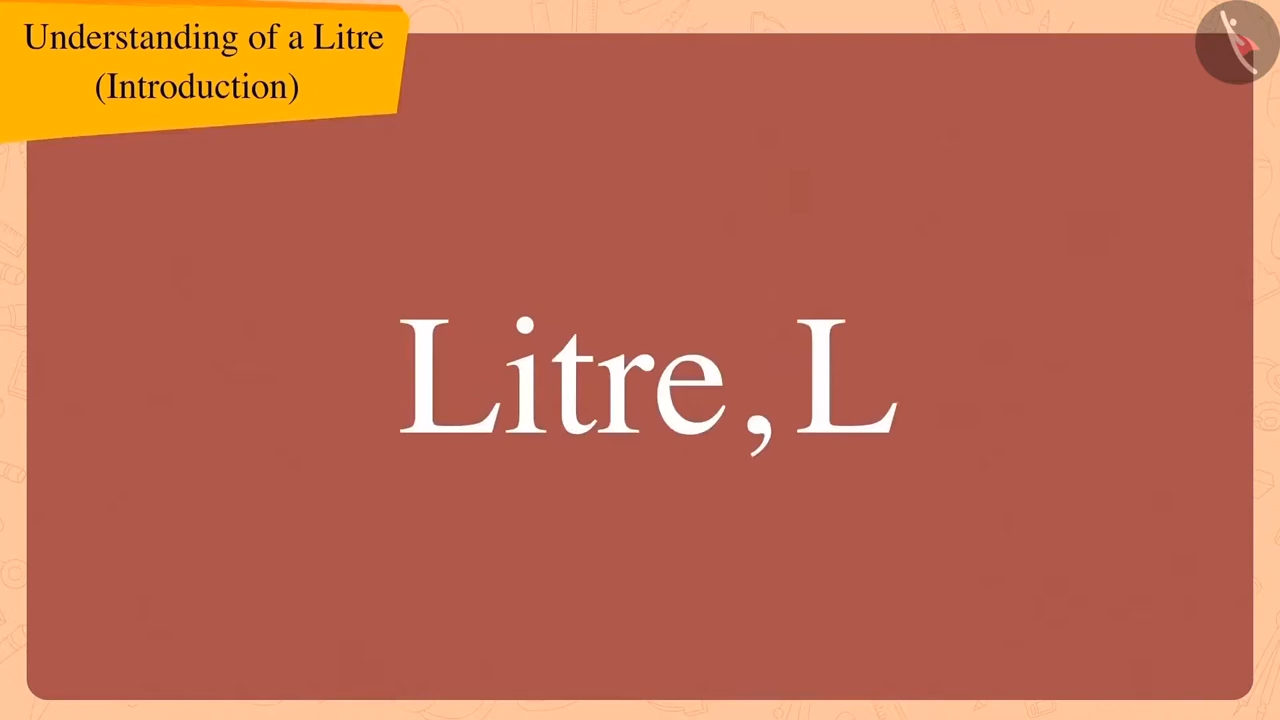 Understanding of a Litre
(Introduction)
Litre, L